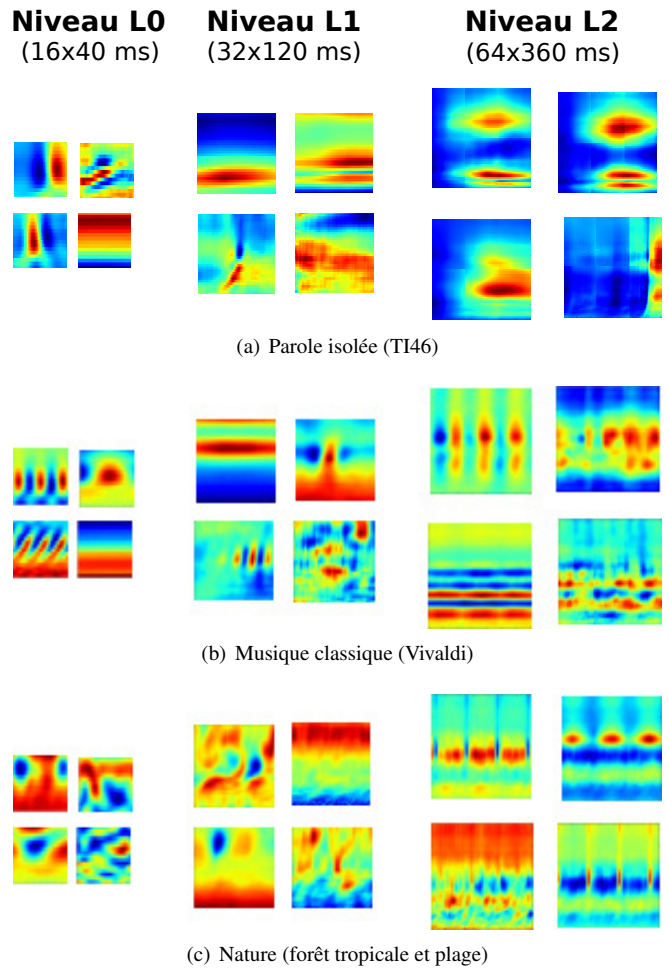 Niveau L0 Niveau L1 Niveau L2
(16x40 ms) (32x120 ms) (64x360 ms)
(a) Parole isolée (TI46)
(b) Musique classique (Vivaldi)
(c) Nature (forêt tropicale et plage)